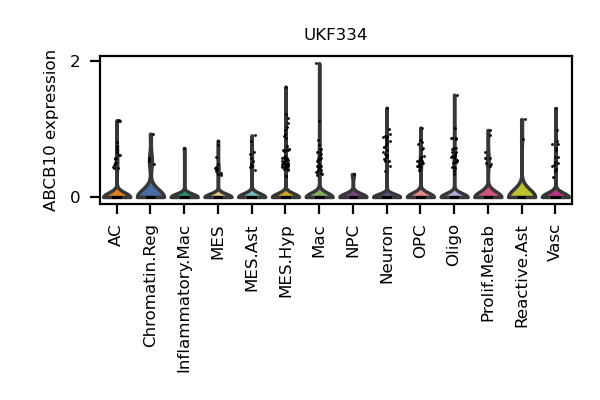 UKF334
ABCB10 expression
2
0
AC
Chromatin.Reg
Inflammatory.Mac
MES
MES.Ast
MES.Hyp
Mac
NPC
Neuron
OPC
Oligo
Prolif.Metab
Reactive.Ast
Vasc